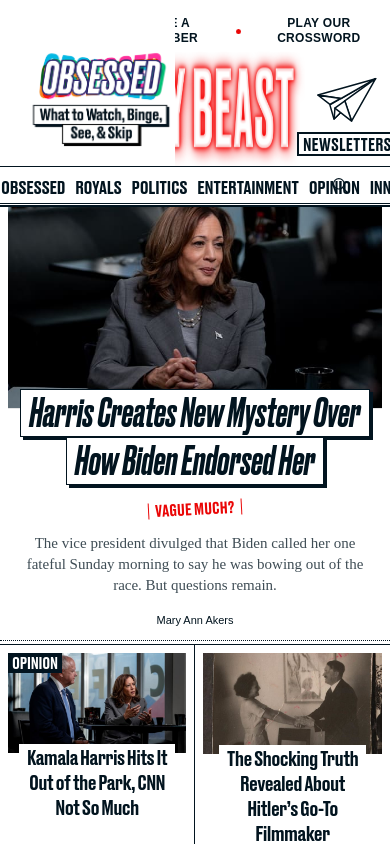 E A
BER
PLAY OUR
CROSSWORD
OBSESSED
What to Watch, Binge,
See, & Skip
Y BEAST
NEWSLETTERS
OBSESSED ROYALS POLITICS ENTERTAINMENT OPINION INN
Harris Creates New Mystery Over
How Biden Endorsed Her
VAGUE MUCH?
The vice president divulged that Biden called her one
fateful Sunday morning to say he was bowing out of the
race. But questions remain.
Mary Ann Akers
OPINION
Kamala Harris Hits It
Out of the Park, CNN
Not So Much
The Shocking Truth
Revealed About
Hitler’s Go-To
Filmmaker